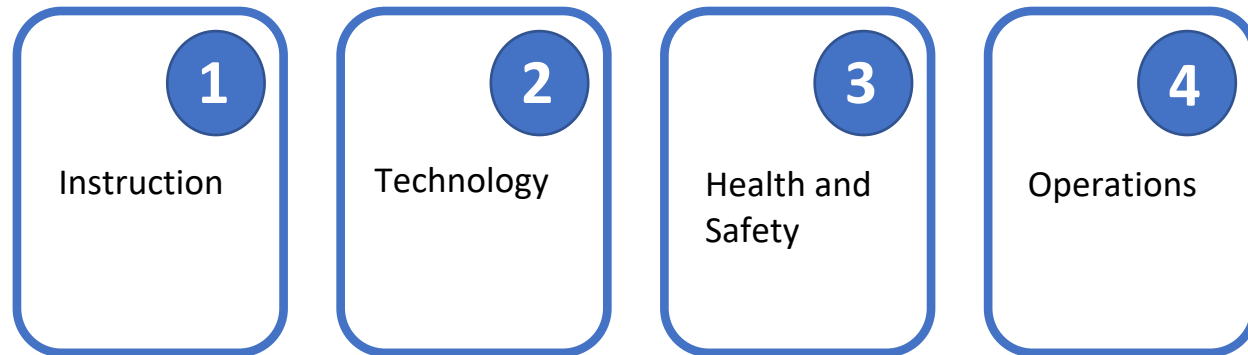 1
Instruction
2
Technology
3
Health and
Safety
4
Operations